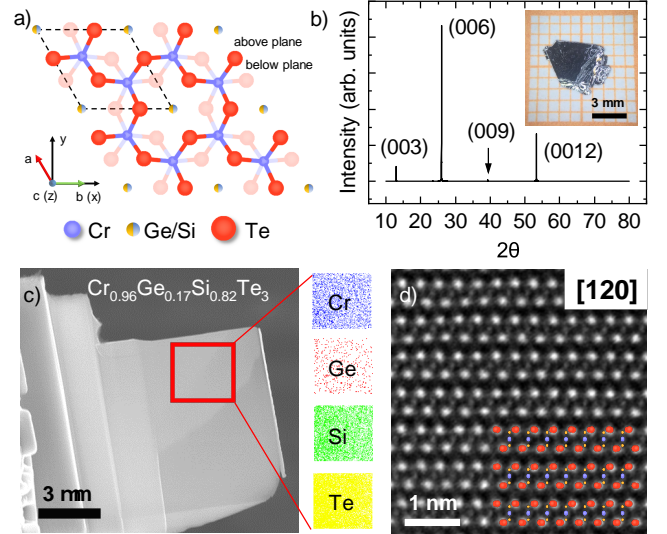 a)
above plane
below plane
y
a
c (z)
b (x)
Cr
Ge/Si
Te
b)
Intensity (arb. units)
(003)
(006)
(009)
(0012)
3 mm
10 20 30 40 50 60 70 80
2θ
c)
Cr0.96Ge0.17Si0.82Te3
3 mm
Cr
Ge
Si
Te
d)
[120]
1 nm